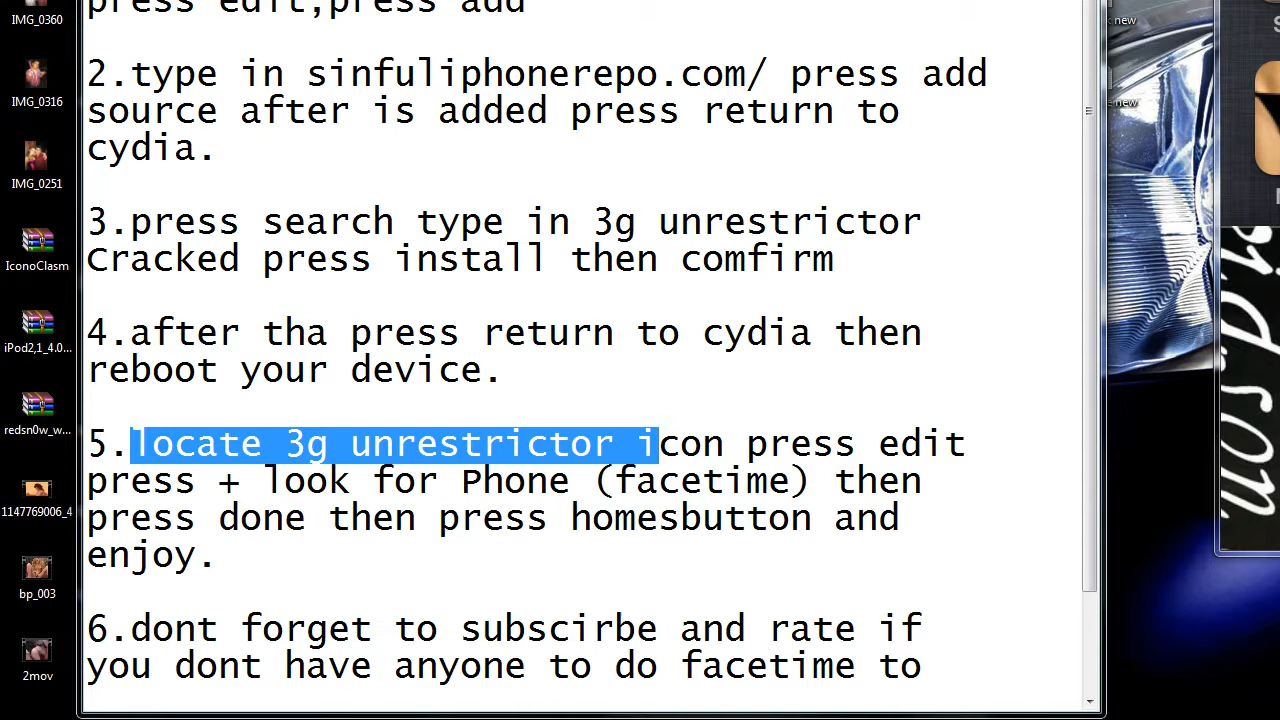 press edit,press add
2.type in sinfuliphonerepo.com/ press add
source after is added press return to
cydia.
3.press search type in 3g unrestrictor
Cracked press install then comfirm
4.after tha press return to cydia then
reboot your device.
5.locate 3g unrestrictor icon press edit
press + look for Phone (facetime) then
press done then press homesbutton and
enjoy.
6.dont forget to subscirbe and rate if
you dont have anyone to do facetime to
IMG_0360
IMG_0316
IMG_0251
IconoClasm
iPod2,1_4.0...
redsn0w_w...
1147769006_4
bp_003
2mov
new
new